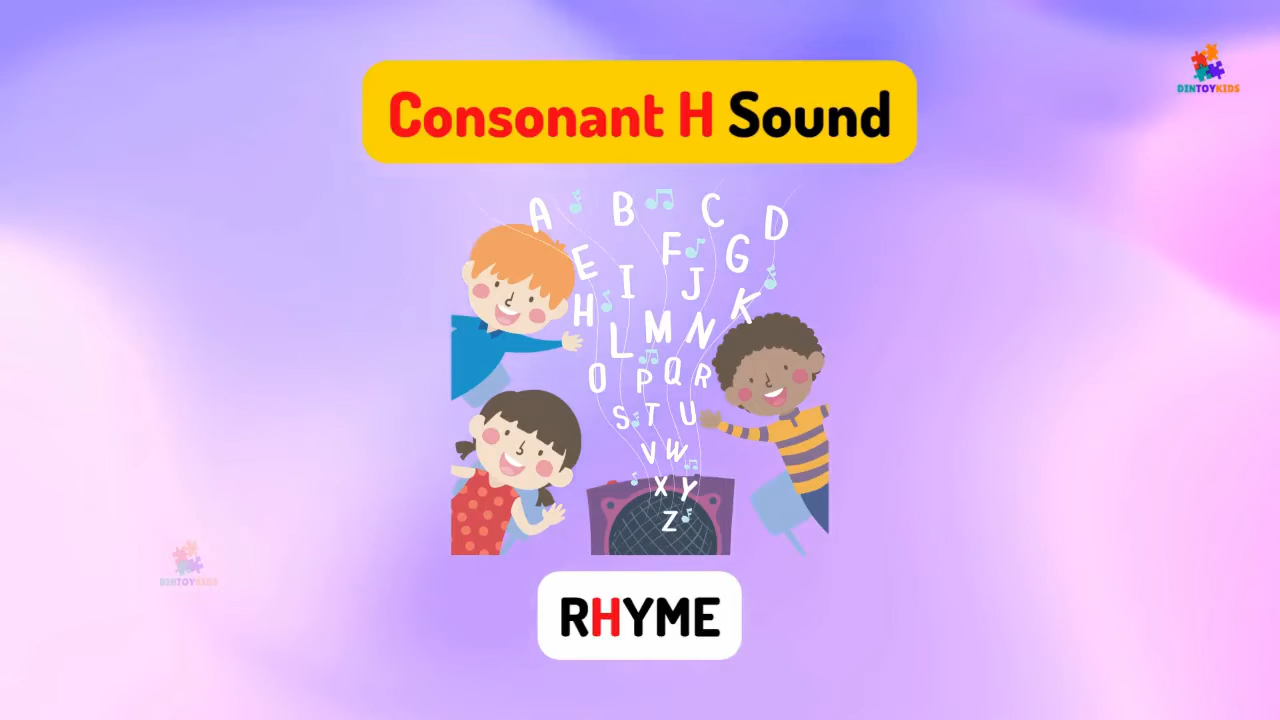 Consonant H Sound
DINTOYKIDS
A B C D
E F G
I J
H K
L M N
O P Q R
S T U
V W
X Y
Z
DINTOYKIDS
RHYME